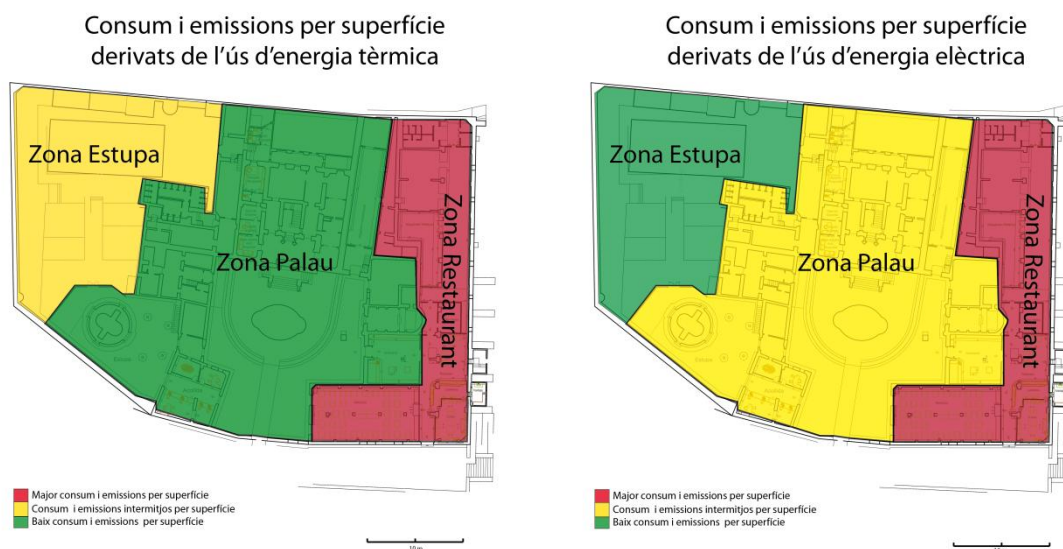 Consum i emissions per superfície
derivats de l'ús d'energia tèrmica
Zona Estupa
Zona Palau
Zona Restaurant
Major consum i emissions per superfície
Consum i emissions intermitjos per superfície
Baix consum i emissions per superfície
Consum i emissions per superfície
derivats de l'ús d'energia elèctrica
Zona Estupa
Zona Palau
Zona Restaurant
Major consum i emissions per superfície
Consum i emissions intermitjos per superfície
Baix consum i emissions per superfície